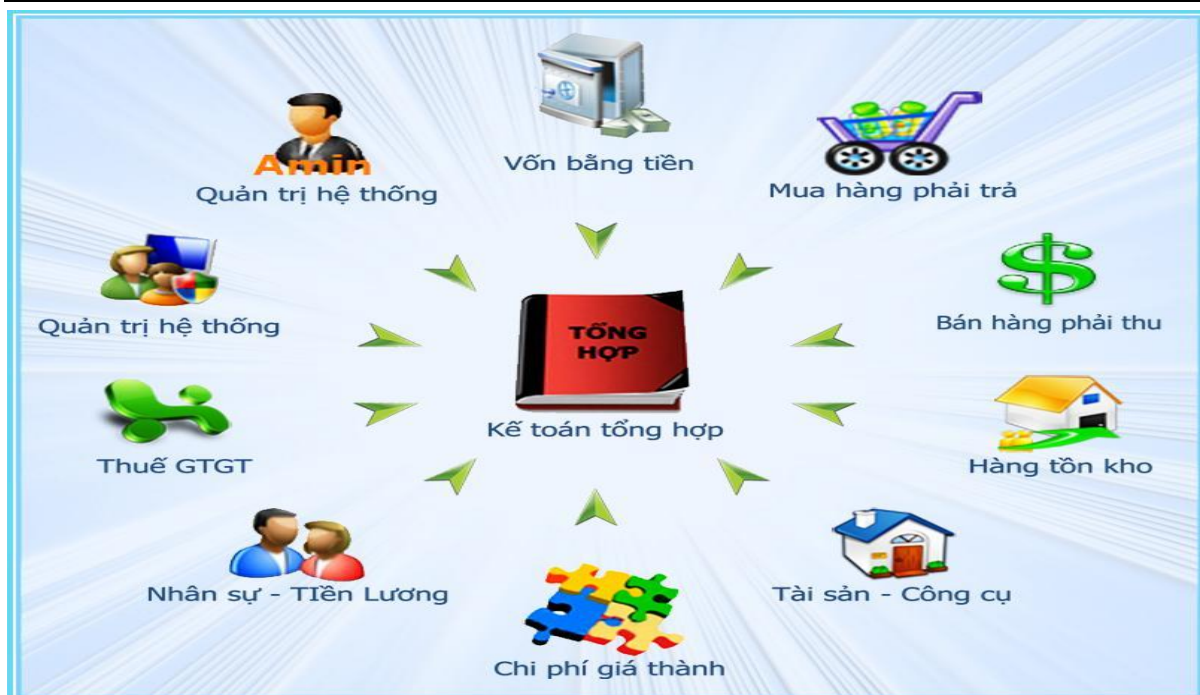 Vốn bằng tiền
Amin
Quản trị hệ thống
Mua hàng phải trả
Quản trị hệ thống
Bán hàng phải thu
TỔNG
HỢP
Kế toán tổng hợp
Thuế GTGT
Hàng tồn kho
Nhân sự - TIền Lương
Tài sản - Công cụ
Chi phí giá thành